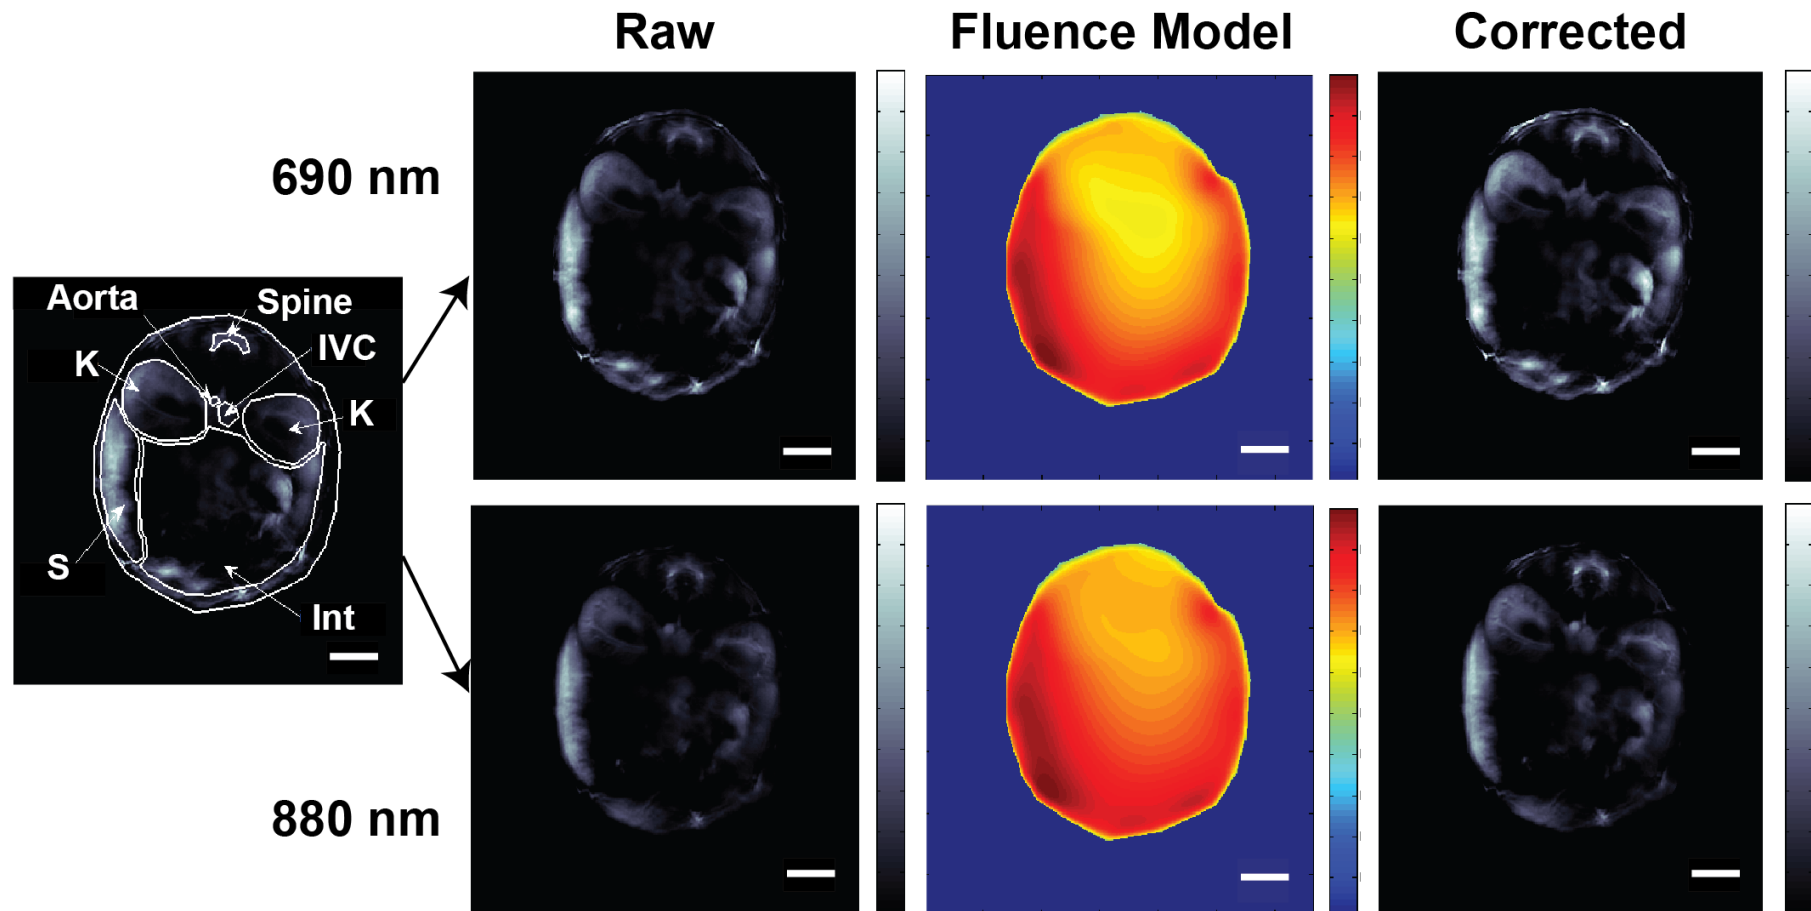 Raw
Fluence Model
Corrected
690 nm
Aorta
Spine
IVC
K
K
S
Int
880 nm